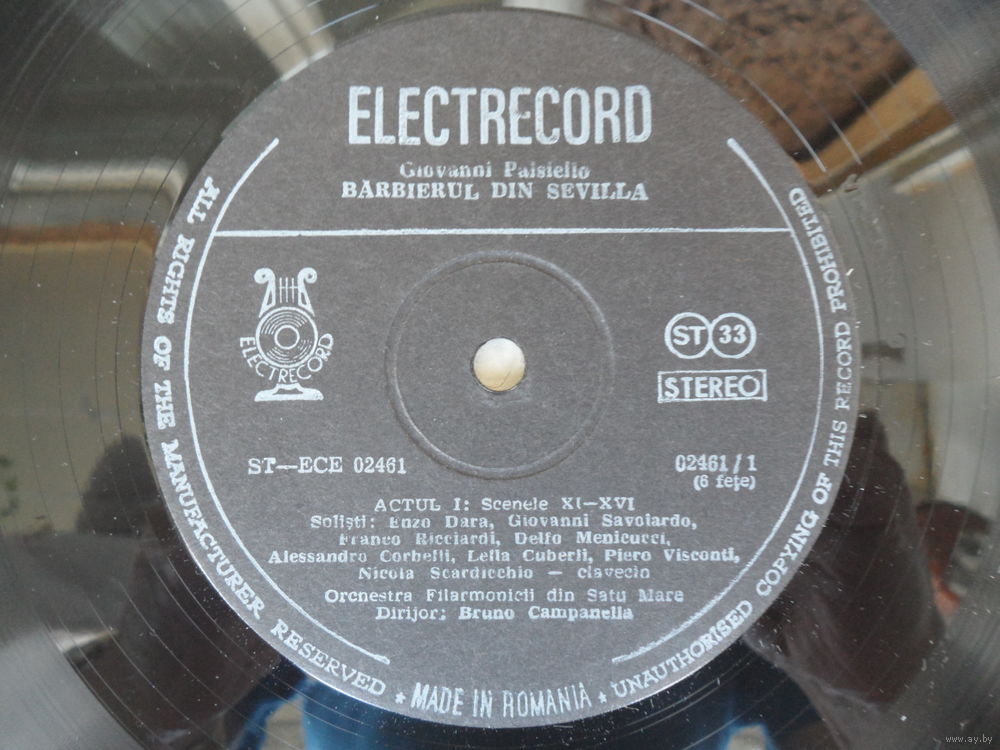 ELECTRECORD
Giovanni Paisiello
BĂRBIERUL DIN SEVILLA
ELECTRECORD
ST 33
STEREO
ST—ECE 02461
02461/1
(6 feţe)
ACTUL I: Scenele XI—XVI
Solişti: Enzo Dara, Giovanni Savoiardo,
Franco Ricciardi, Delfo Menicucci,
Alessandro Corbelli, Lella Cuberli, Piero Visconti,
Nicola Scardicchio — clavecin
Orchestra Filarmonicii din Satu Mare
Dirijor: Bruno Campanella
ALL RIGHTS OF THE MANUFACTURER RESERVED ★ MADE IN ROMANIA ★ UNAUTHORISED COPYING OF THIS RECORD PROHIBITED
www.ay.by